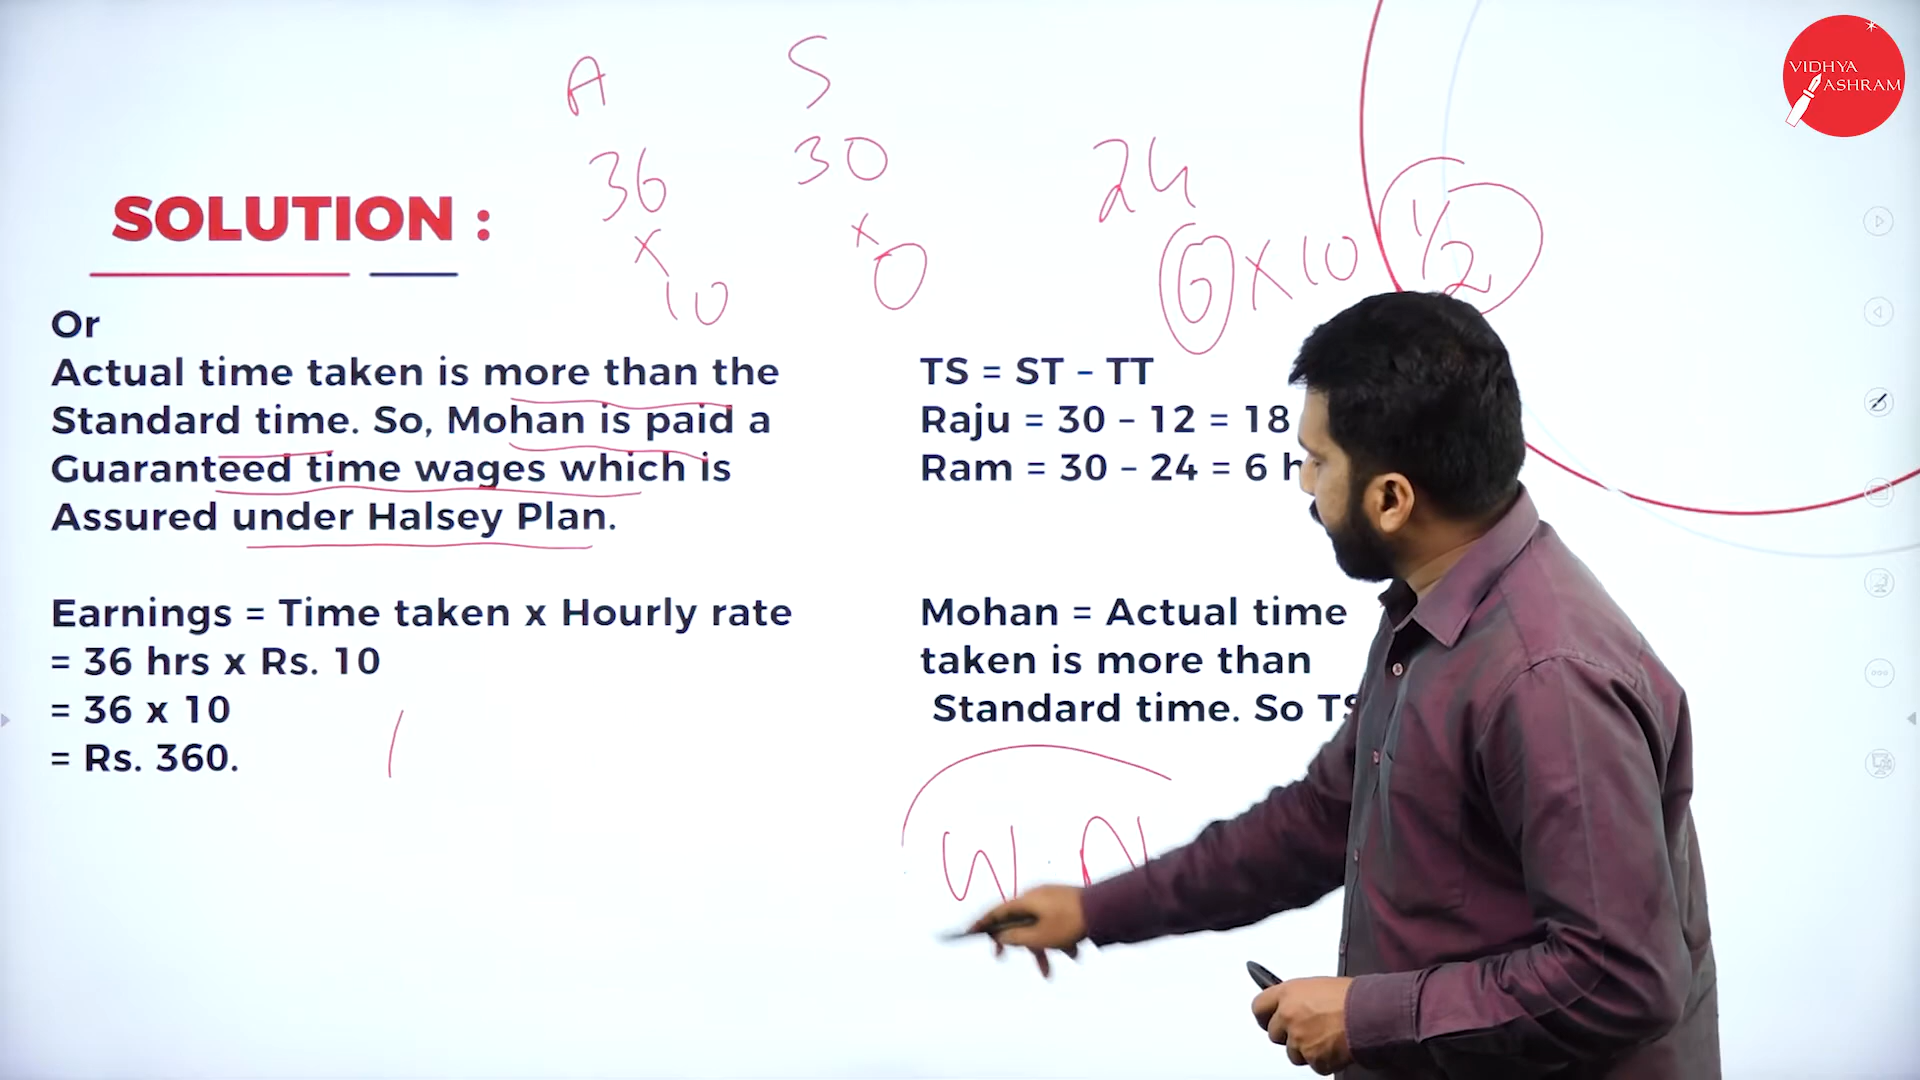 VIDHYA
ASHRAM
A
S
36
30
24
x
x
10
0
6 x 10
1/2
SOLUTION :
Or
Actual time taken is more than the
Standard time. So, Mohan is paid a
Guaranteed time wages which is
Assured under Halsey Plan.
Earnings = Time taken x Hourly rate
= 36 hrs x Rs. 10
= 36 x 10
= Rs. 360.
TS = ST – TT
Raju = 30 – 12 = 18
Ram = 30 – 24 = 6 h
Mohan = Actual time
taken is more than
Standard time. So TS
W. N